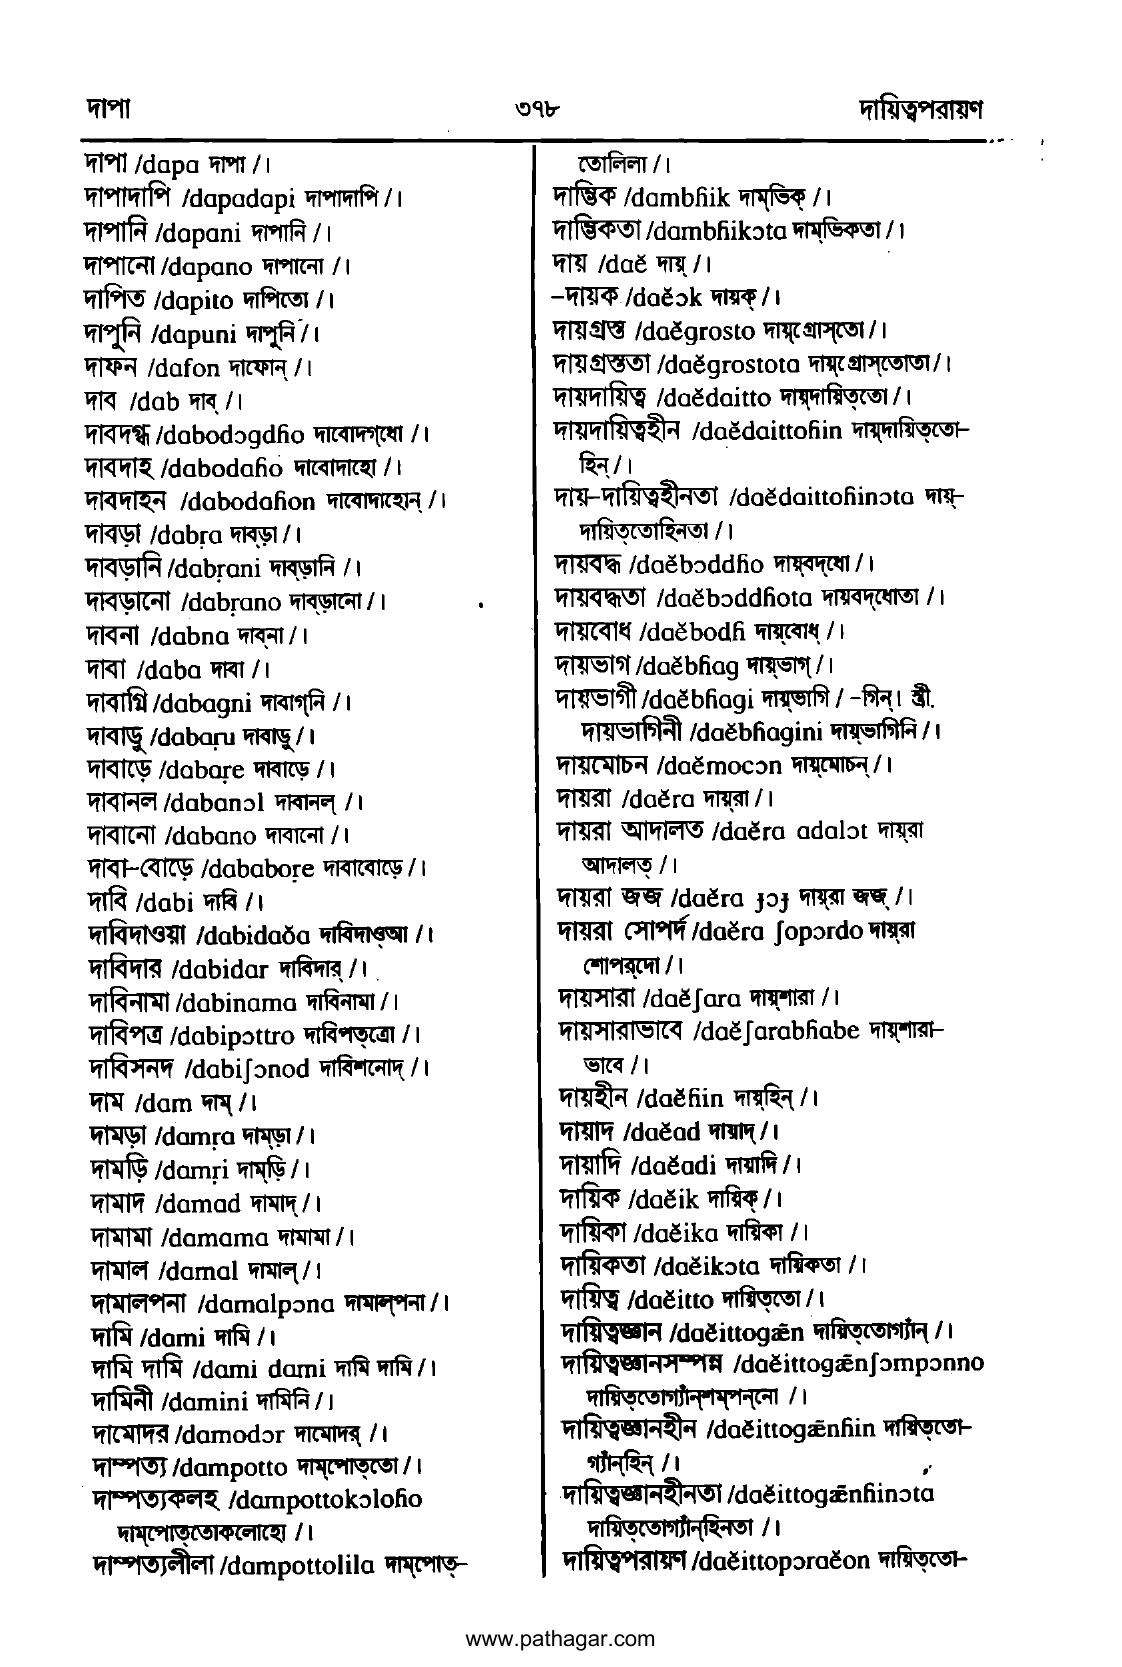 দাপা ৩৭৮ দায়িত্বপরায়ণ
দাপা /dapa দাপা /।
দাপাদাপি /dapadapi দাপাদাপি /।
দাপানি /dapani দাপানি /।
দাপানো /dapano দাপানো /।
দাপিত /dapito দাপিতো /।
দাপুনি /dapuni দাপুনি /।
দাফন /dafon দাফোন্ /।
দাব /dab দাব্ /।
দাবদগ্ধ /dabodɔgdɦo দাবোদগ্‌ধো /।
দাবদাহ /dabodaɦo দাবোদাহো /।
দাবদাহন /dabodaɦon দাবোদাহোন্ /।
দাবড়া /dabṛa দাব্‌ড়া /।
দাবড়ানি /dabṛani দাব্‌ড়ানি /।
দাবড়ানো /dabṛano দাব্‌ড়ানো /।
দাবনা /dabna দাব্‌না /।
দাবা /daba দাবা /।
দাবাগ্নি /dabagni দাবাগ্‌নি /।
দাবাড়ু /dabaṛu দাবাড়ু /।
দাবাড়ে /dabaṛe দাবাড়ে /।
দাবানল /dabanɔl দাবানল্ /।
দাবানো /dabano দাবানো /।
দাবা-বোড়ে /dababoṛe দাবাবোড়ে /।
দাবি /dabi দাবি /।
দাবিদাওয়া /dabidaŏa দাবিদাও্আ /।
দাবিদার /dabidar দাবিদার্ /।
দাবিনামা /dabinama দাবিনামা /।
দাবিপত্র /dabipɔttro দাবিপত্‌ত্রো /।
দাবিসনদ /dabiʃɔnod দাবিশনোদ্ /।
দাম /dam দাম্ /।
দামড়া /damṛa দাম্‌ড়া /।
দামড়ি /damṛi দাম্‌ড়ি /।
দামাদ /damad দামাদ্ /।
দামামা /damama দামামা /।
দামাল /damal দামাল্ /।
দামালপনা /damalpɔna দামাল্‌পনা /।
দামি /dami দামি /।
দামি দামি /dami dami দামি দামি /।
দামিনী /damini দামিনি /।
দামোদর /damodɔr দামোদর্ /।
দাম্পত্য /dampotto দাম্‌পোত্‌তো /।
দাম্পত্যকলহ /dampottokɔloɦo
দাম্‌পোত্‌তোকলোহো /।
দাম্পত্যলীলা /dampottolila দাম্‌পোত্-
তোলিলা /।
দাম্ভিক /dambɦik দাম্‌ভিক্ /।
দাম্ভিকতা /dambɦikɔta দাম্‌ভিকতা /।
দায় /daĕ দায়্ /।
-দায়ক /daĕɔk দায়ক্ /।
দায়গ্রস্ত /daĕgrosto দায়্‌গ্রোস্‌তো /।
দায়গ্রস্ততা /daĕgrostota দায়্‌গ্রোস্‌তোতা /।
দায়দায়িত্ব /daĕdaitto দায়্‌দায়িত্‌তো /।
দায়দায়িত্বহীন /daĕdaittoɦin দায়্‌দায়িত্‌তো-
হিন্ /।
দায়-দায়িত্বহীনতা /daĕdaittoɦinɔta দায়্-
দায়িত্‌তোহিনতা /।
দায়বদ্ধ /daĕbɔddɦo দায়্‌বদ্‌ধো /।
দায়বদ্ধতা /daĕbɔddɦota দায়বদ্‌ধোতা /।
দায়বোধ /daĕbodɦ দায়্‌বোধ্ /।
দায়ভাগ /daĕbɦag দায়্‌ভাগ্ /।
দায়ভাগী /daĕbɦagi দায়্‌ভাগি / -গিন্। স্ত্রী.
দায়ভাগিনী /daĕbɦagini দায়্‌ভাগিনি /।
দায়মোচন /daĕmocɔn দায়্‌মোচন্ /।
দায়রা /daĕra দায়্‌রা /।
দায়রা আদালত /daĕra adalɔt দায়্‌রা
আদালত্ /।
দায়রা জজ /daĕra ɟɔɟ দায়্‌রা জজ্ /।
দায়রা সোপর্দ /daĕra ʃopɔrdo দায়্‌রা
শোপর্‌দো /।
দায়সারা /daĕʃara দায়্‌শারা /।
দায়সারাভাবে /daĕʃarabɦabe দায়্‌শারা-
ভাবে /।
দায়হীন /daĕɦin দায়্‌হিন্ /।
দায়াদ /daĕad দায়াদ্ /।
দায়াদি /daĕadi দায়াদি /।
দায়িক /daĕik দায়িক্ /।
দায়িকা /daĕika দায়িকা /।
দায়িকতা /daĕikɔta দায়িকতা /।
দায়িত্ব /daĕitto দায়িত্‌তো /।
দায়িত্বজ্ঞান /daĕittogæ̃n দায়িত্‌তোগ্যাঁন্ /।
দায়িত্বজ্ঞানসম্পন্ন /daĕittogæ̃nʃɔmpɔnno
দায়িত্‌তোগ্যাঁন্‌শম্‌পন্‌নো /।
দায়িত্বজ্ঞানহীন /daĕittogæ̃nɦin দায়িত্‌তো-
গ্যাঁন্‌হিন্ /।
দায়িত্বজ্ঞানহীনতা /daĕittogæ̃nɦinɔta
দায়িত্‌তোগ্যাঁন্‌হিনতা /।
দায়িত্বপরায়ণ /daĕittopɔraĕon দায়িত্‌তো-
www.pathagar.com